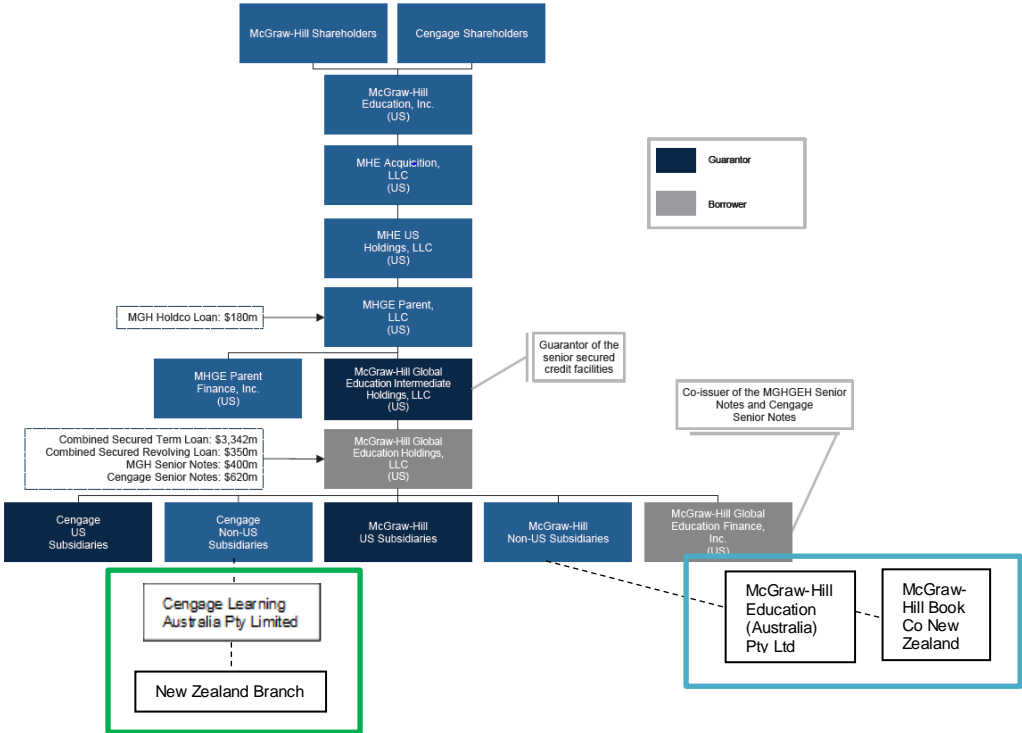 McGraw-Hill Shareholders
Cengage Shareholders
McGraw-Hill
Education, Inc.
(US)
MHE Acquisition,
LLC
(US)
Guarantor
Borrower
MHE US
Holdings, LLC
(US)
MHGE Parent,
LLC
(US)
MGH Holdco Loan: $180m
Guarantor of the
senior secured
credit facilities
MHGE Parent
Finance, Inc.
(US)
McGraw-Hill Global
Education Intermediate
Holdings, LLC
(US)
Co-issuer of the MGHGEH Senior
Notes and Cengage
Senior Notes
Combined Secured Term Loan: $3,342m
Combined Secured Revolving Loan: $350m
MGH Senior Notes: $400m
Cengage Senior Notes: $620m
McGraw-Hill Global
Education Holdings,
LLC
(US)
Cengage
US
Subsidiaries
Cengage
Non-US
Subsidiaries
McGraw-Hill
US Subsidiaries
McGraw-Hill
Non-US Subsidiaries
McGraw-Hill Global
Education Finance,
Inc.
(US)
Cengage Learning
Australia Pty Limited
New Zealand Branch
McGraw-Hill
Education
(Australia)
Pty Ltd
McGraw-
Hill Book
Co New
Zealand